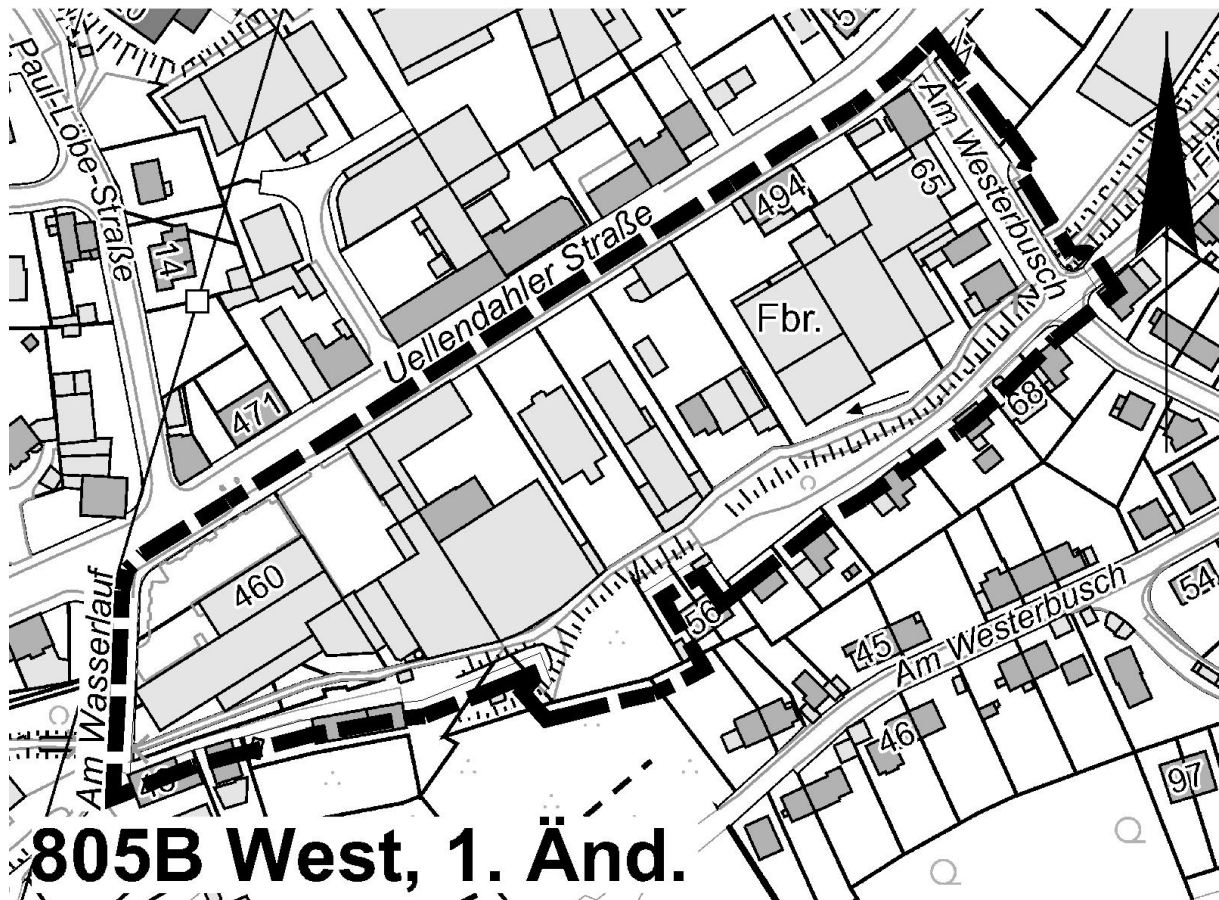 Paul-Löbe-Straße
14
471
Uellendahler Straße
494
65
Am Westerbusch
Fbr.
68
460
56
Am Wasserlauf
45
Am Westerbusch
54
46
97
805B West, 1. Änd.